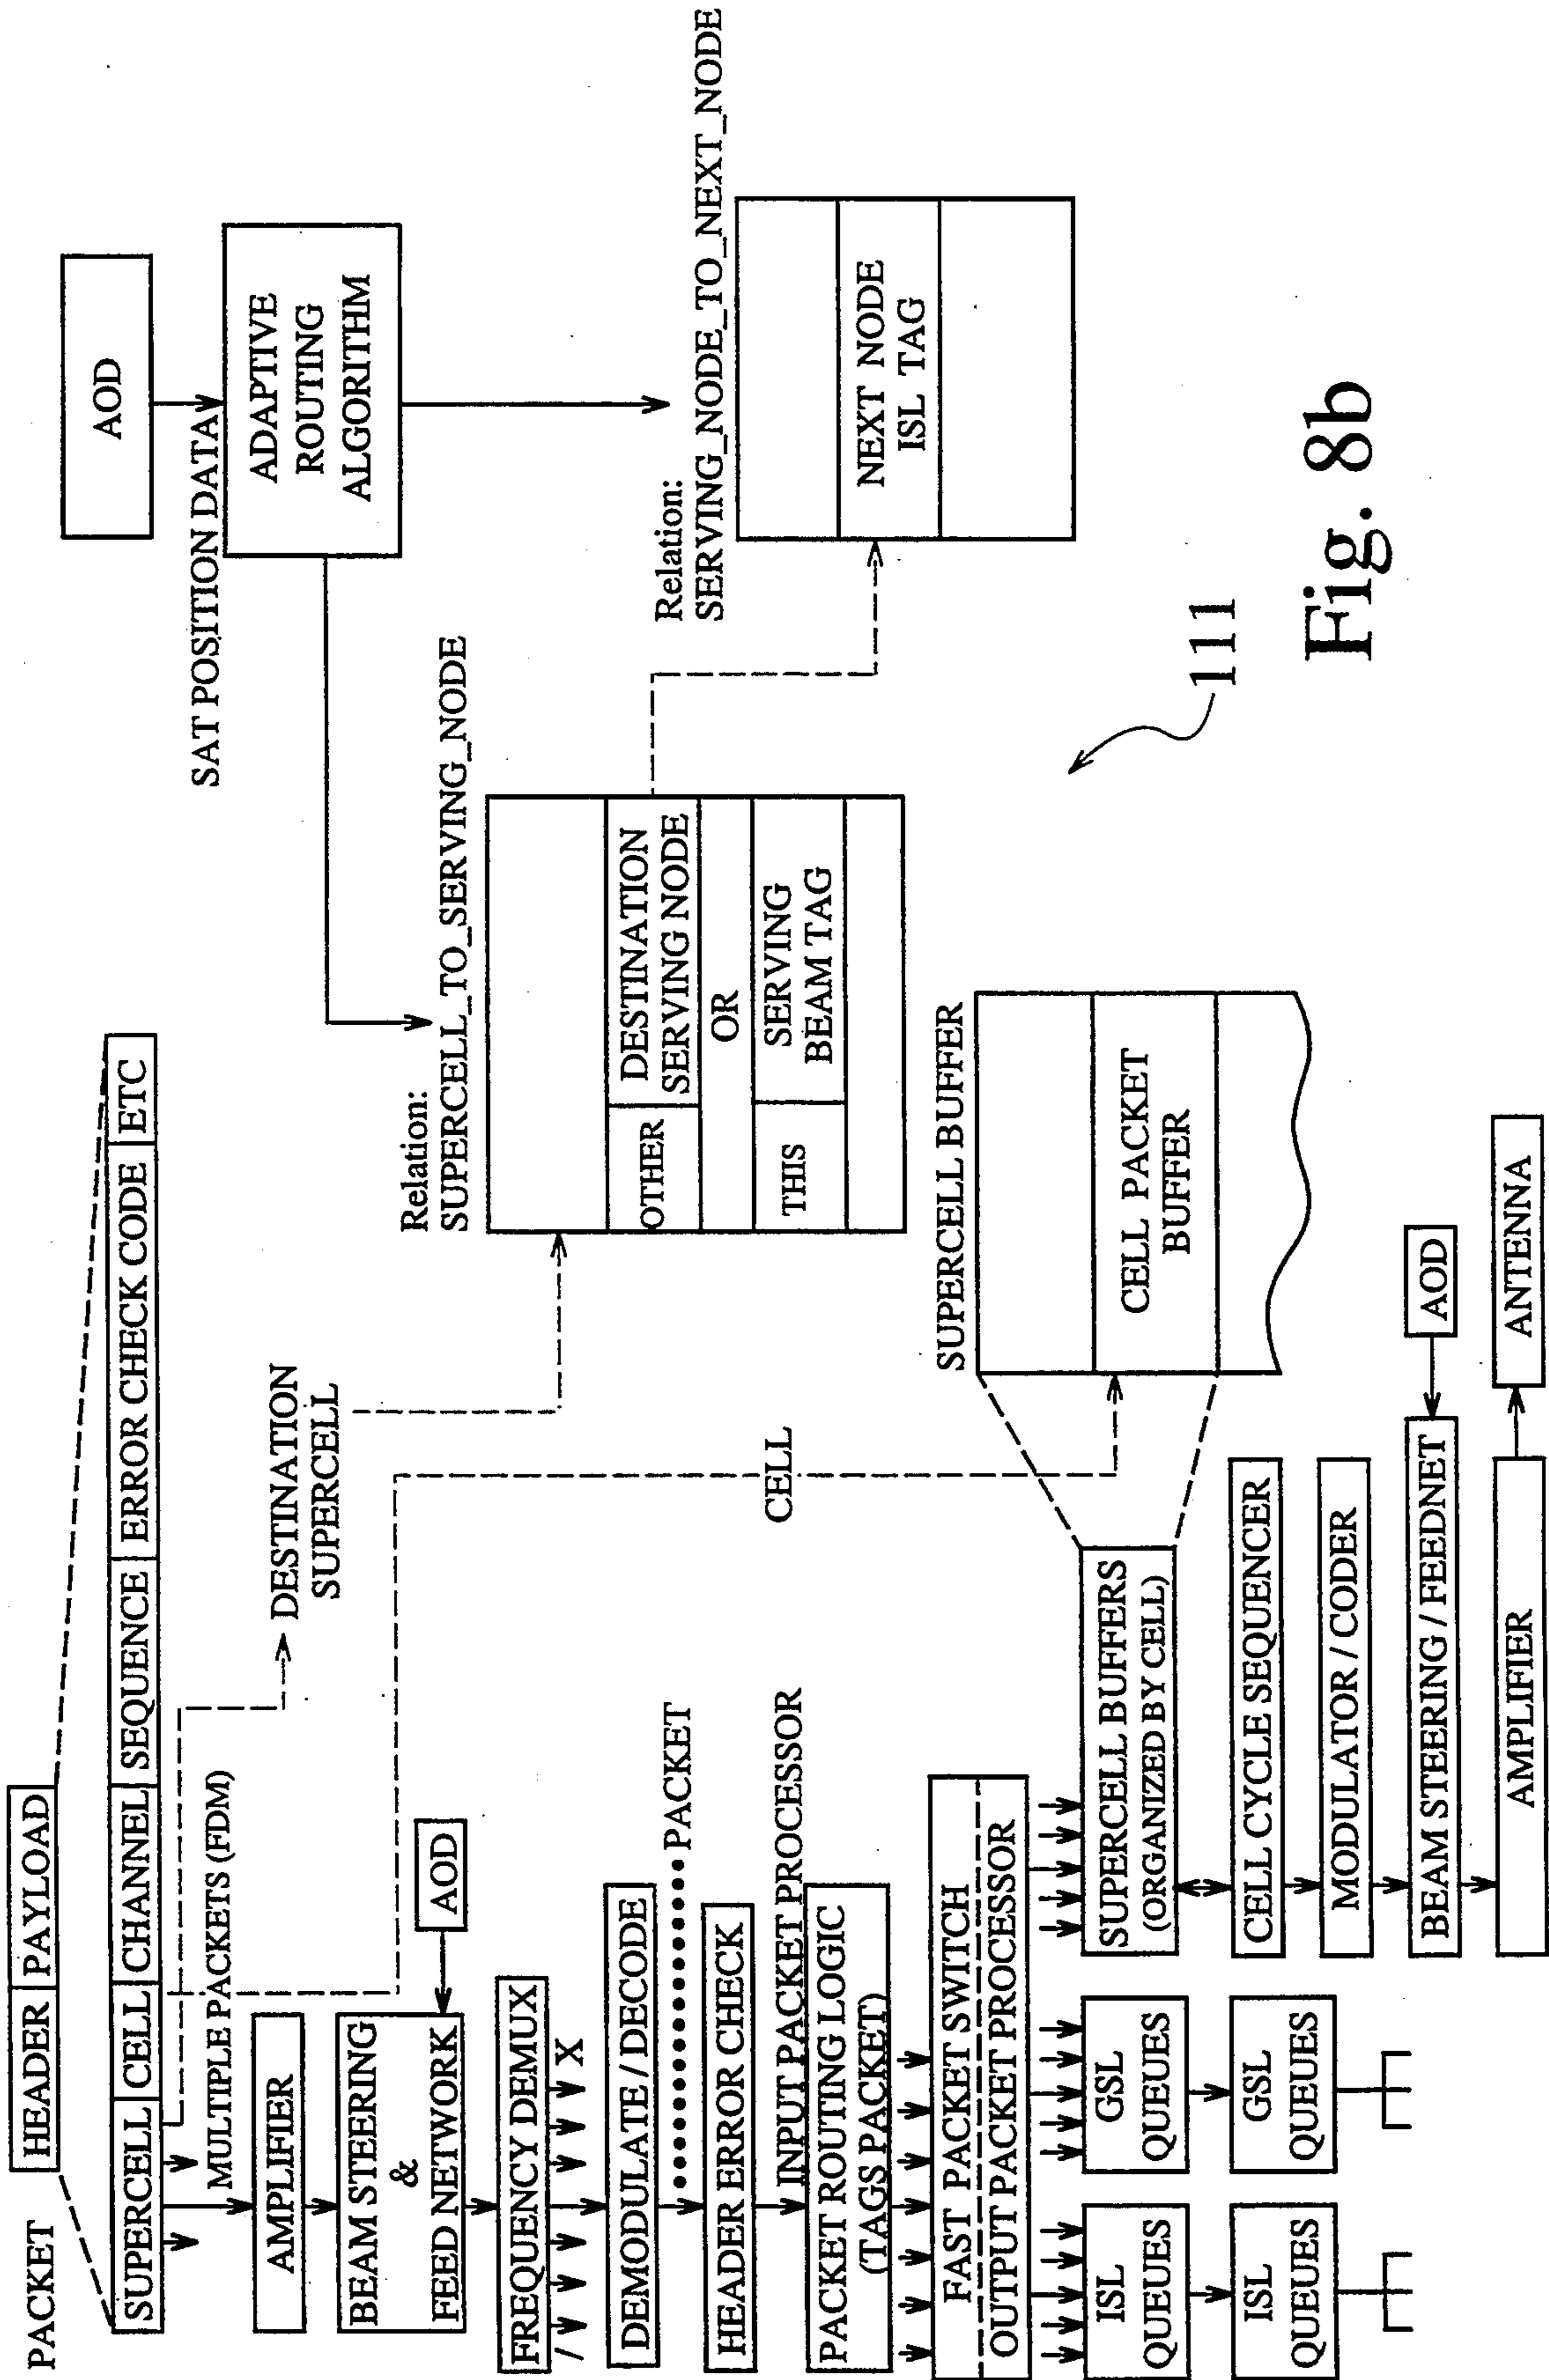 PACKET
HEADER PAYLOAD
SUPERCELL CELL CHANNEL SEQUENCE ERROR CHECK CODE ETC
MULTIPLE PACKETS (FDM)
DESTINATION
SUPERCELL
AMPLIFIER
BEAM STEERING
&
FEED NETWORK
AOD
FREQUENCY DEMUX
/
X
DEMODULATE / DECODE
PACKET
HEADER ERROR CHECK
INPUT PACKET PROCESSOR
PACKET ROUTING LOGIC
(TAGS PACKET)
FAST PACKET SWITCH
OUTPUT PACKET PROCESSOR
ISL
QUEUES
GSL
QUEUES
SUPERCELL BUFFERS
(ORGANIZED BY CELL)
ISL
QUEUES
GSL
QUEUES
CELL CYCLE SEQUENCER
MODULATOR / CODER
BEAM STEERING / FEEDNET
AOD
AMPLIFIER
ANTENNA
CELL
SUPERCELL BUFFER
CELL PACKET
BUFFER
AOD
SAT POSITION DATA
ADAPTIVE
ROUTING
ALGORITHM
Relation:
SUPERCELL_TO_SERVING_NODE
OTHER
DESTINATION
SERVING NODE
OR
THIS
SERVING
BEAM TAG
Relation:
SERVING_NODE_TO_NEXT_NODE
NEXT NODE
ISL TAG
111
Fig. 8b